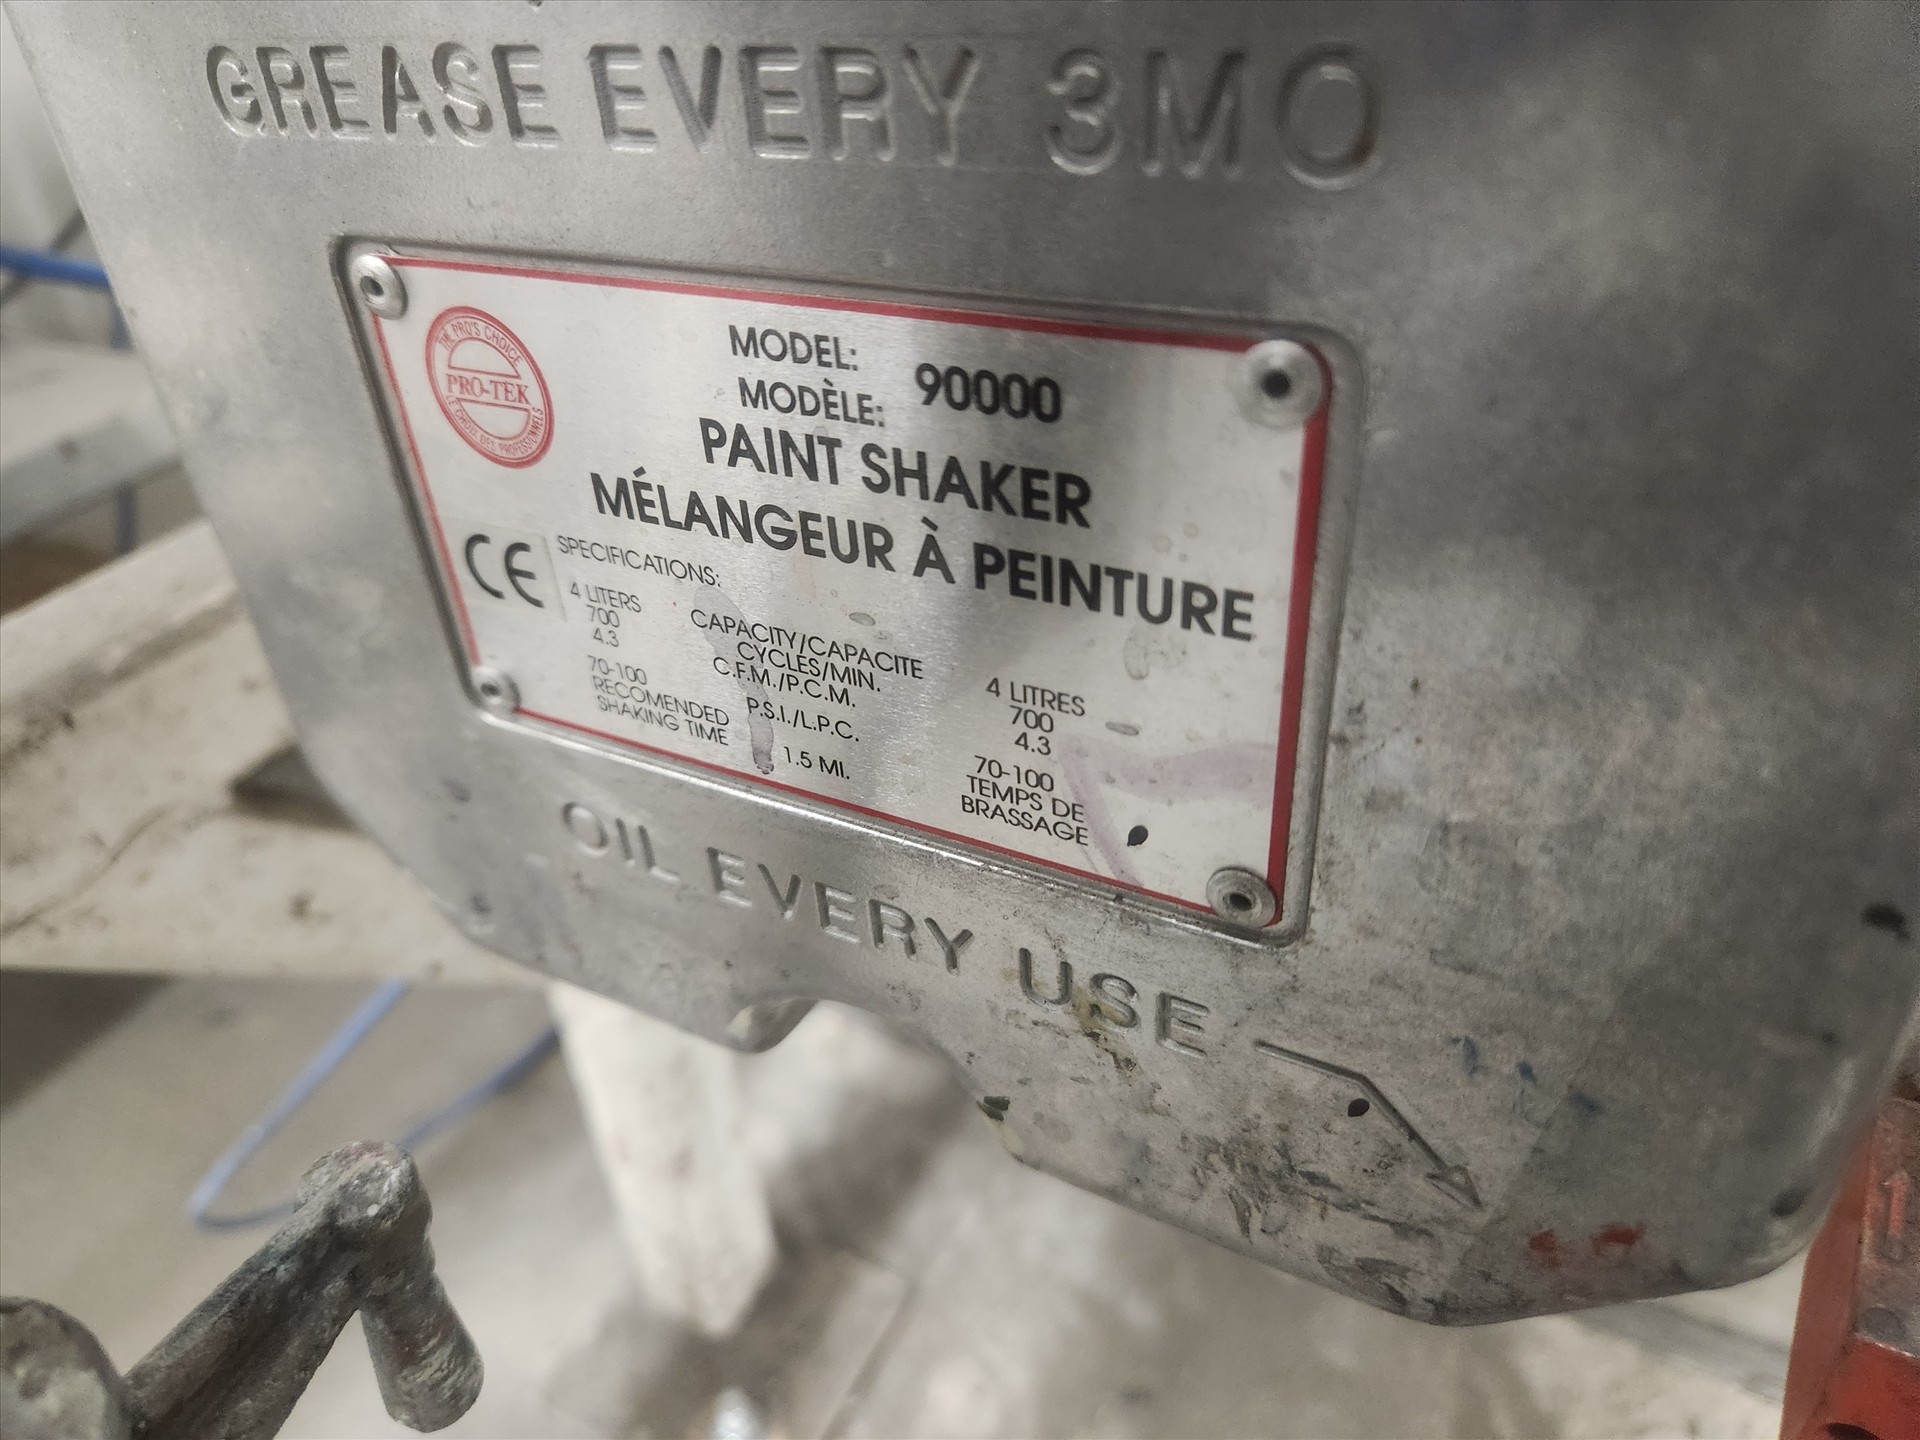 GREASE EVERY 3MO
THE PRO'S CHOICE
PRO-TEK
LE CHOIX DES PROFESSIONNELS
MODEL:
MODÈLE: 90000
PAINT SHAKER
MÉLANGEUR À PEINTURE
CE
SPECIFICATIONS:
4 LITERS CAPACITY/CAPACITE 4 LITRES
700 CYCLES/MIN. 700
4.3 C.F.M./P.C.M. 4.3
70-100 P.S.I./L.P.C. 70-100
RECOMENDED TEMPS DE
SHAKING TIME 1.5 MI. BRASSAGE
OIL EVERY USE